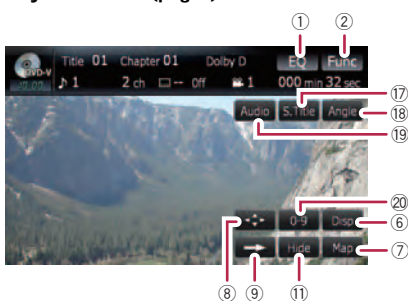 ① ②
Title 01 Chapter 01 Dolby D EQ Func
DVD-V ♪ 1 2 ch -- Off 1 000 min 32 sec
⑰
Audio S.Title Angle ⑱
⑲
⑳
0-9 Disp ⑥
Hide Map ⑦
⑧ ⑨ ⑪